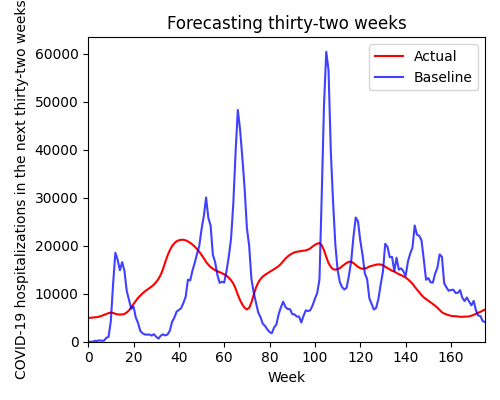 Forecasting thirty-two weeks
COVID-19 hospitalizations in the next thirty-two weeks
60000
50000
40000
30000
20000
10000
0
Actual
Baseline
0 20 40 60 80 100 120 140 160
Week